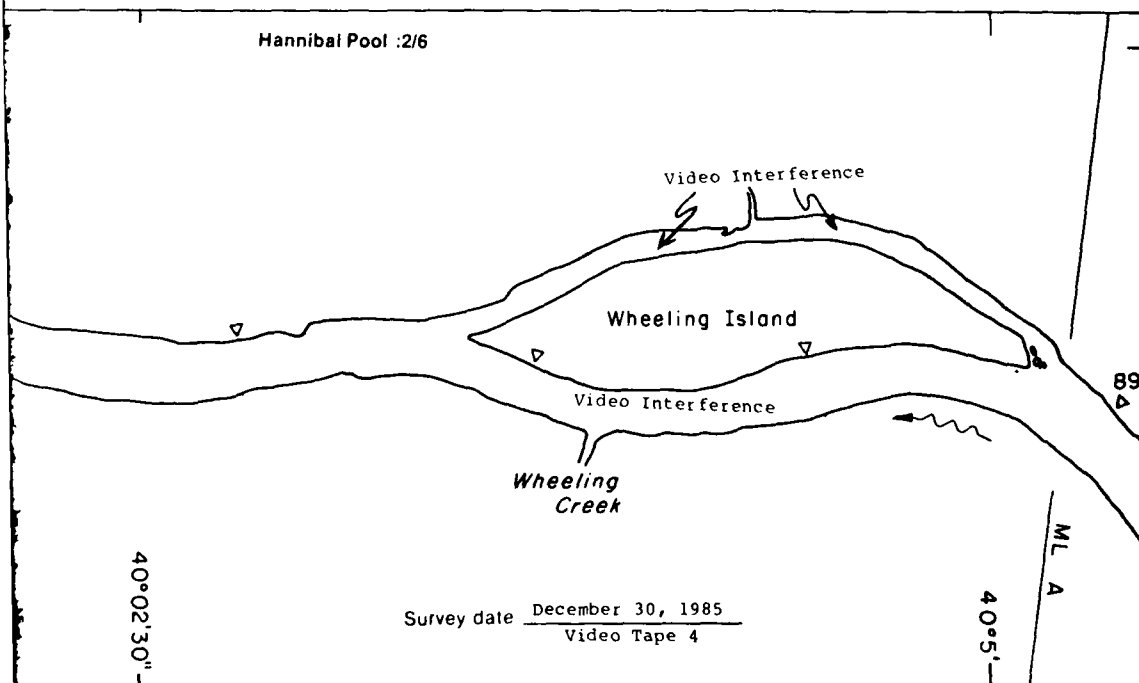 Hannibal Pool :2/6
Video Interference
Wheeling Island
89
Video Interference
Wheeling
Creek
ML A
40°02'30"
40°5'
Survey date December 30, 1985
Video Tape 4